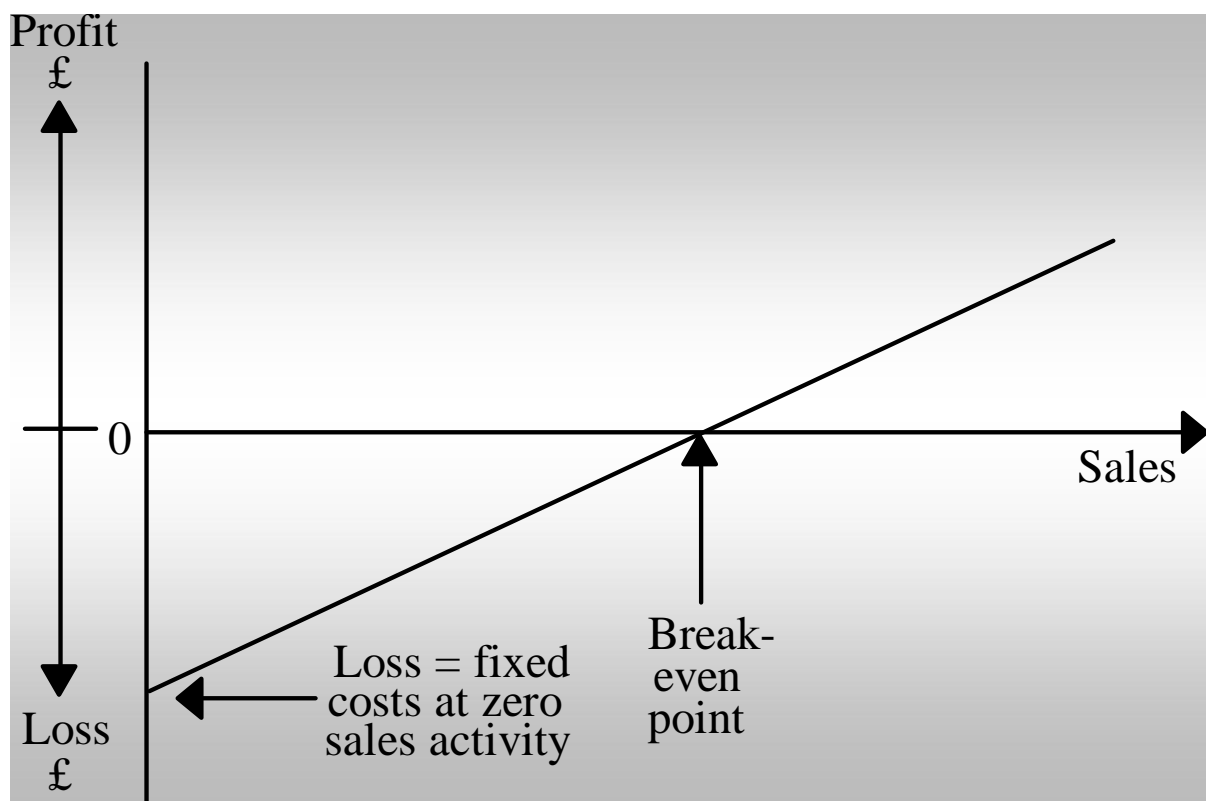 Profit
£
0
Sales
Loss = fixed
costs at zero
sales activity
Break-
even
point
Loss
£